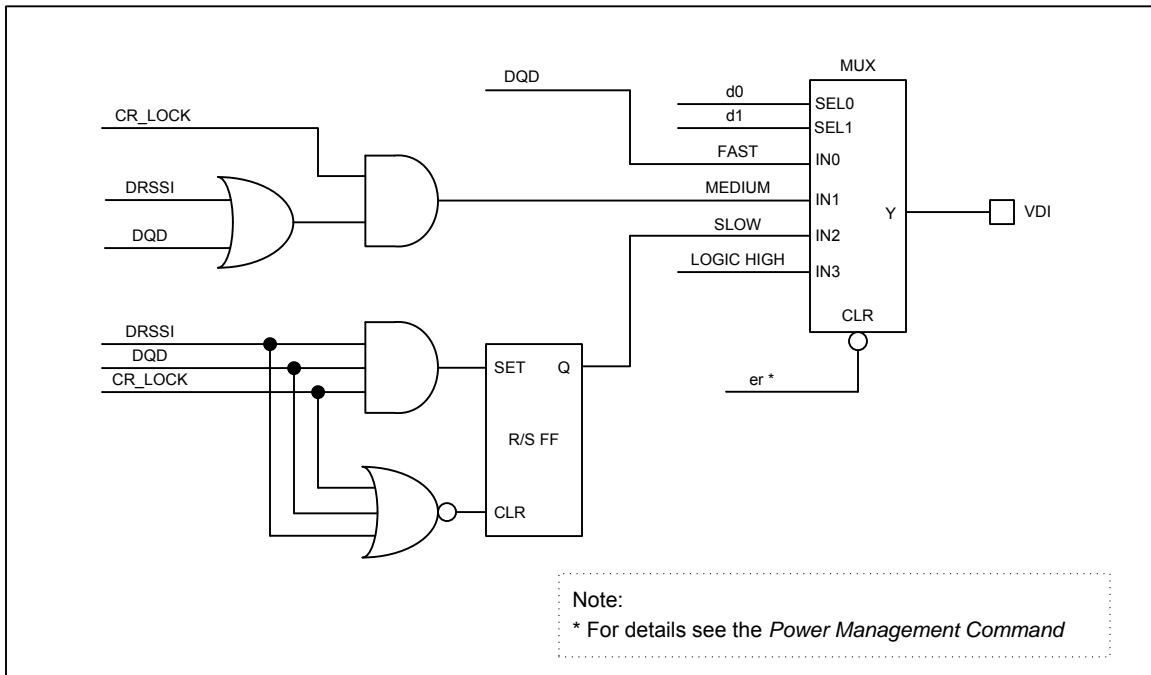 MUX
DQD
d0
SEL0
d1
SEL1
CR_LOCK
FAST
IN0
DRSSI
MEDIUM
IN1
Y
VDI
DQD
SLOW
IN2
LOGIC HIGH
IN3
CLR
DRSSI
DQD
SET
Q
CR_LOCK
er *
R/S FF
CLR
Note:
* For details see the Power Management Command